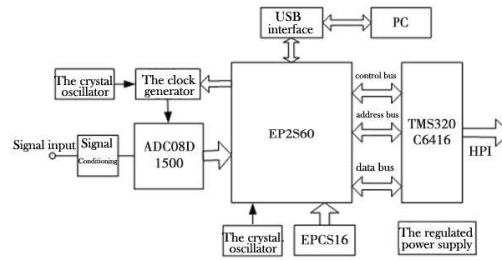 USB
interface
PC
The crystal
oscillator
The clock
generator
control bus
EP2S60
address bus
TMS320
C6416
Signal input
Signal
Conditioning
ADC08D
1500
HPI
data bus
The crystal.
oscillator
EPCS16
The regulated
power supply